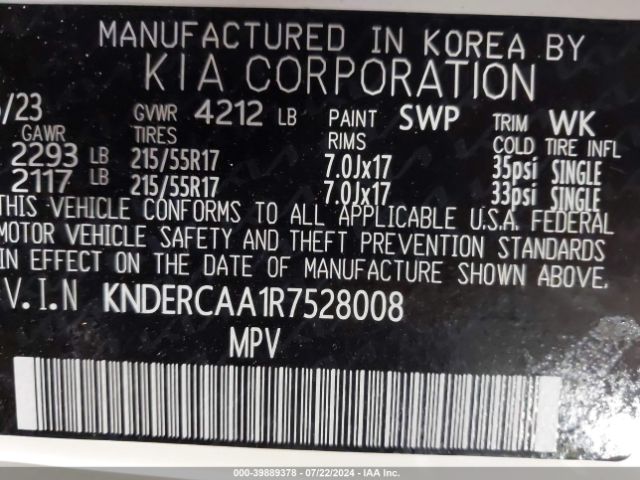 MANUFACTURED IN KOREA BY
KIA CORPORATION
/23 GVWR 4212 LB PAINT SWP TRIM WK
GAWR TIRES RIMS COLD TIRE INFL
2293 LB 215/55R17 7.0Jx17 35psi SINGLE
2117 LB 215/55R17 7.0Jx17 33psi SINGLE
THIS VEHICLE CONFORMS TO ALL APPLICABLE U.S.A. FEDERAL
MOTOR VEHICLE SAFETY AND THEFT PREVENTION STANDARDS
IN EFFECT ON THE DATE OF MANUFACTURE SHOWN ABOVE.
V.I.N KNDERCAA1R7528008
MPV
000-39889378 - 07/22/2024 - IAA Inc.